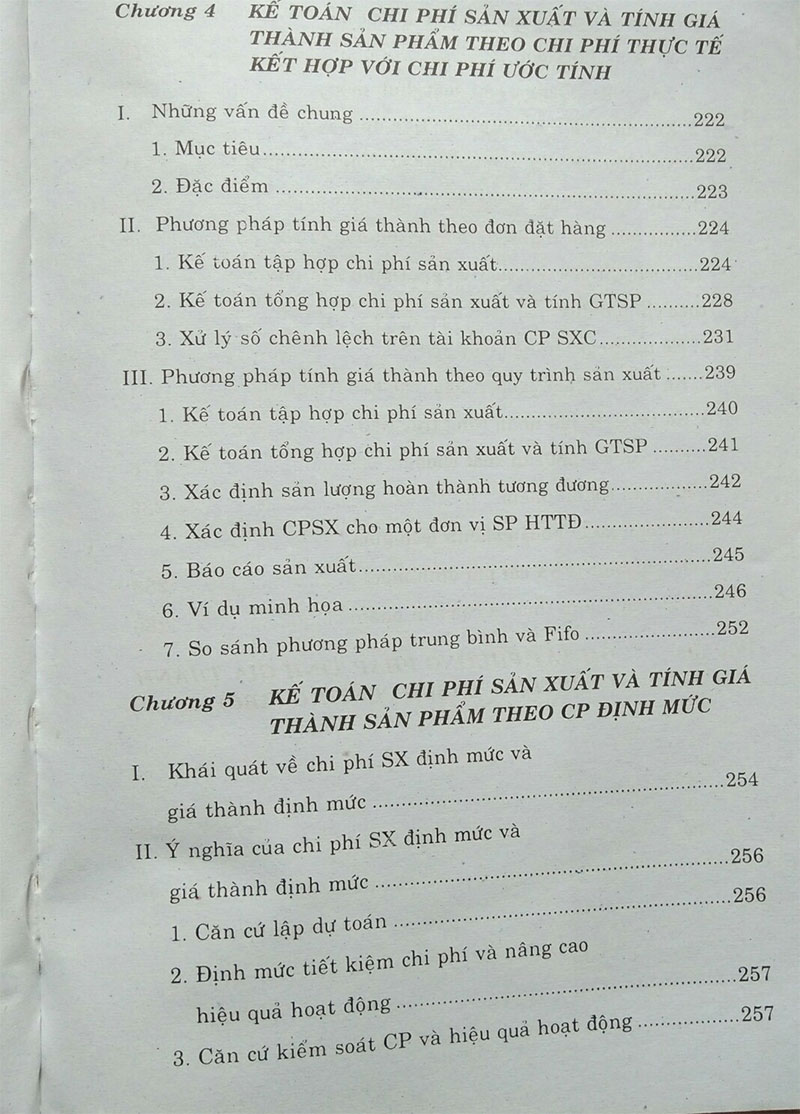 Chương 4 KẾ TOÁN CHI PHÍ SẢN XUẤT VÀ TÍNH GIÁ
THÀNH SẢN PHẨM THEO CHI PHÍ THỰC TẾ
KẾT HỢP VỚI CHI PHÍ ƯỚC TÍNH
I. Những vấn đề chung ........................................................222
1. Mục tiêu........................................................................222
2. Đặc điểm .......................................................................223
II. Phương pháp tính giá thành theo đơn đặt hàng ...............224
1. Kế toán tập hợp chi phí sản xuất...................................224
2. Kế toán tổng hợp chi phí sản xuất và tính GTSP ..........228
3. Xử lý số chênh lệch trên tài khoản CP SXC..................231
III. Phương pháp tính giá thành theo quy trình sản xuất .......239
1. Kế toán tập hợp chi phí sản xuất...................................240
2. Kế toán tổng hợp chi phí sản xuất và tính GTSP ..........241
3. Xác định sản lượng hoàn thành tương đương.................242
4. Xác định CPSX cho một đơn vị SP HTTĐ......................244
5. Báo cáo sản xuất............................................................245
6. Ví dụ minh họa ..............................................................246
7. So sánh phương pháp trung bình và Fifo .......................252
Chương 5 KẾ TOÁN CHI PHÍ SẢN XUẤT VÀ TÍNH GIÁ
THÀNH SẢN PHẨM THEO CP ĐỊNH MỨC
I. Khái quát về chi phí SX định mức và
giá thành định mức ............................................................254
II. Ý nghĩa của chi phí SX định mức và
giá thành định mức ............................................................256
1. Căn cứ lập dự toán .........................................................256
2. Định mức tiết kiệm chi phí và nâng cao
hiệu quả hoạt động .........................................................257
3. Căn cứ kiểm soát CP và hiệu quả hoạt động ..................257